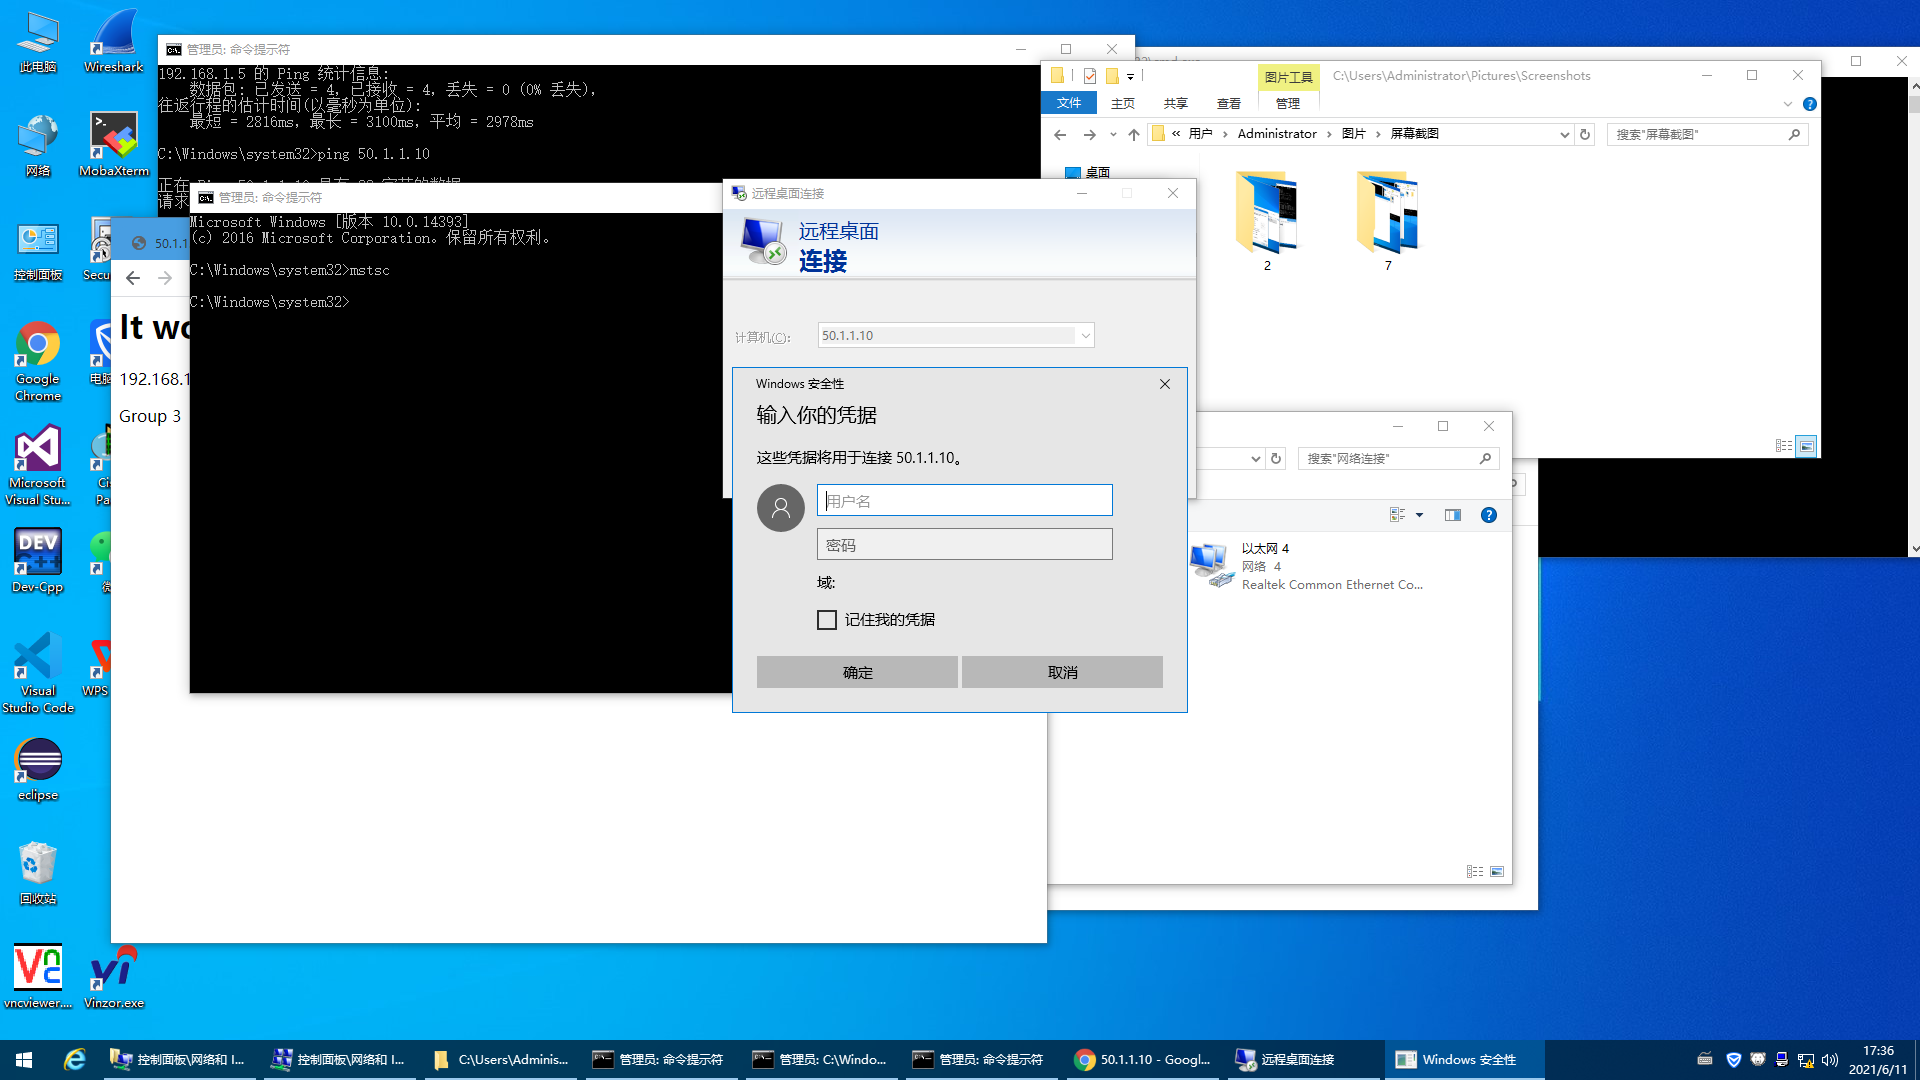 此电脑
Wireshark
网络
MobaXterm
控制面板
Secu
Google
Chrome
电脑
Microsoft
Visual Stu...
Cis
Pa
DEV
C++
Dev-Cpp
微
Visual
Studio Code
WPS
eclipse
回收站
vncviewer....
Vinzor.exe
管理员: 命令提示符
192.168.1.5 的 Ping 统计信息:
数据包: 已发送 = 4，已接收 = 4，丢失 = 0 (0% 丢失)，
往返行程的估计时间(以毫秒为单位):
最短 = 2816ms，最长 = 3100ms，平均 = 2978ms
C:\Windows\system32>ping 50.1.1.10
请求
管理员: 命令提示符
Microsoft Windows [版本 10.0.14393]
(c) 2016 Microsoft Corporation。保留所有权利。
C:\Windows\system32>mstsc
C:\Windows\system32>
50.1.1
It wo
192.168.1
Group 3
图片工具
C:\Users\Administrator\Pictures\Screenshots
文件
主页
共享
查看
管理
« 用户 › Administrator › 图片 › 屏幕截图
搜索"屏幕截图"
桌面
2
7
远程桌面连接
远程桌面
连接
计算机(C):
50.1.1.10
Windows 安全性
输入你的凭据
这些凭据将用于连接 50.1.1.10。
用户名
密码
域:
记住我的凭据
确定
取消
搜索"网络连接"
以太网 4
网络 4
Realtek Common Ethernet Co...
控制面板\网络和 I...
控制面板\网络和 I...
C:\Users\Adminis...
管理员: 命令提示符
管理员: C:\Windo...
管理员: 命令提示符
50.1.1.10 - Googl...
远程桌面连接
Windows 安全性
17:36
2021/6/11